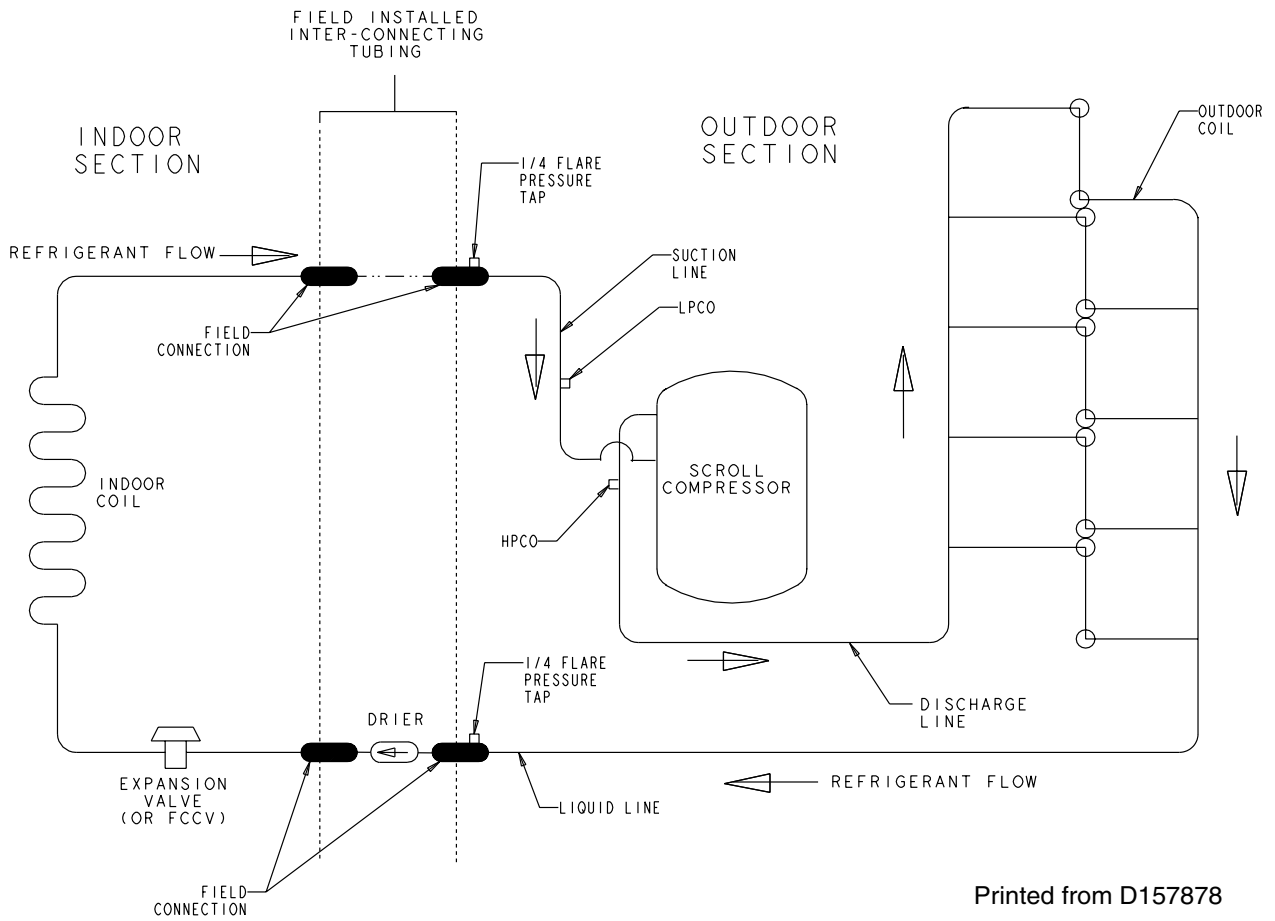 FIELD INSTALLED
INTER-CONNECTING
TUBING
INDOOR
SECTION
OUTDOOR
SECTION
OUTDOOR
COIL
1/4 FLARE
PRESSURE
TAP
REFRIGERANT FLOW
SUCTION
LINE
LPCO
FIELD
CONNECTION
INDOOR
COIL
SCROLL
COMPRESSOR
HPCO
1/4 FLARE
PRESSURE
TAP
DISCHARGE
LINE
DRIER
EXPANSION
VALVE
(OR FCCV)
REFRIGERANT FLOW
LIQUID LINE
FIELD
CONNECTION
Printed from D157878